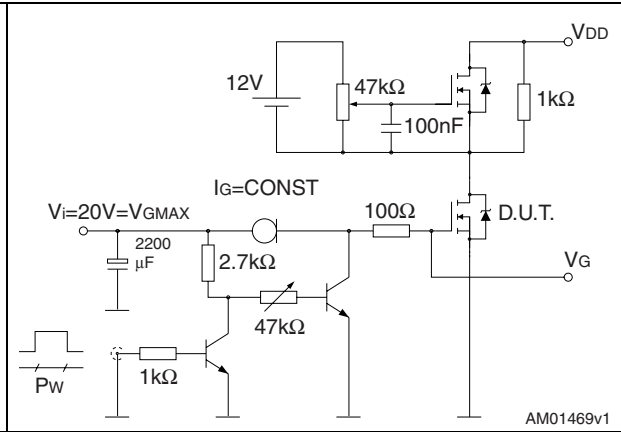 VDD
12V
47kΩ
1kΩ
100nF
IG=CONST
Vi=20V=VGMAX
100Ω
D.U.T.
2200
μF
2.7kΩ
VG
47kΩ
1kΩ
PW
AM01469v1